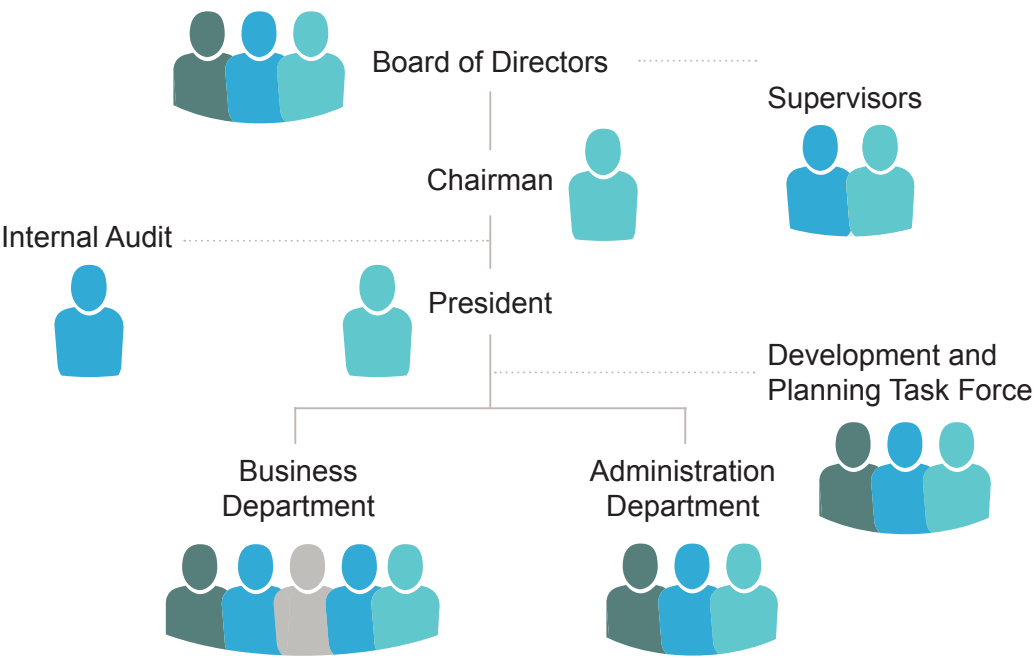 Board of Directors
Supervisors
Chairman
Internal Audit
President
Development and
Planning Task Force
Business
Department
Administration
Department